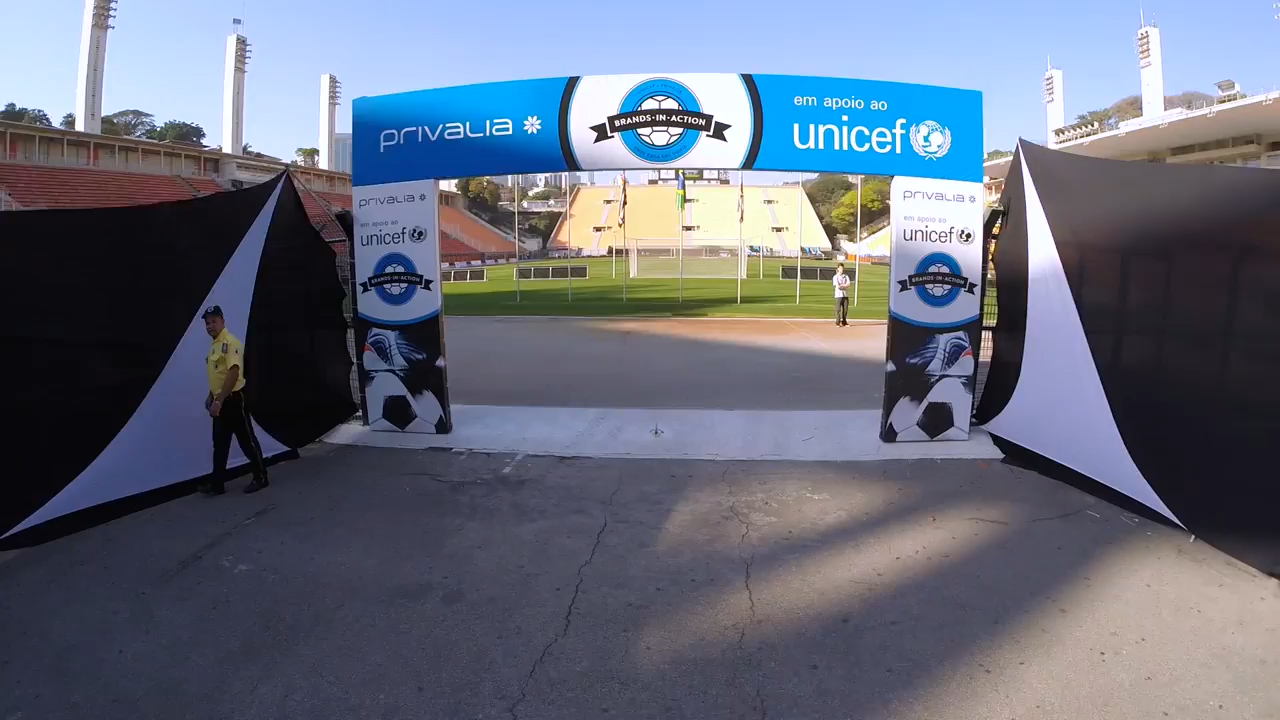 privalia
BRANDS·IN·ACTION
em apoio ao
unicef
privalia
em apoio ao
unicef
BRANDS·IN·ACTION
privalia
em apoio ao
unicef
BRANDS·IN·ACTION